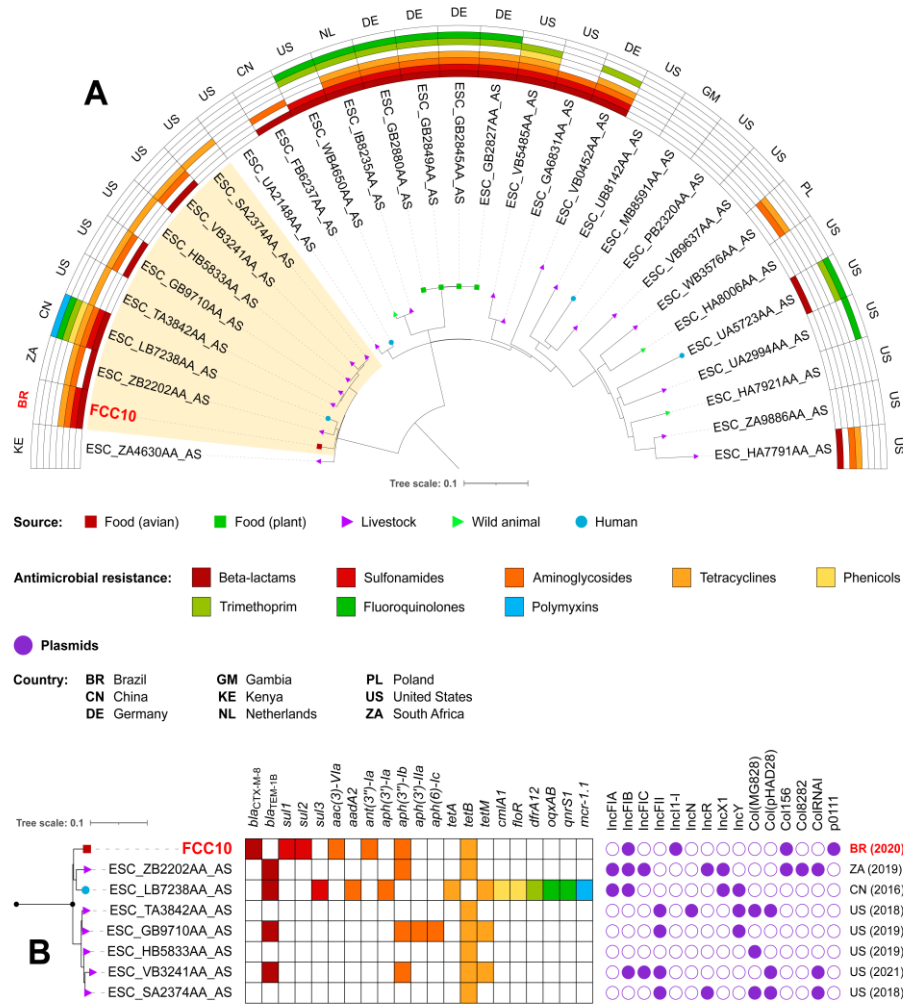 A
KE
BR
ZA
CN
US
US
US
US
US
US
CN
US
NL
DE
DE
DE
DE
US
US
DE
US
GM
US
US
PL
US
US
US
US
US
US
ESC_ZA4630AA_AS
FCC10
ESC_ZB2202AA_AS
ESC_LB7238AA_AS
ESC_TA3842AA_AS
ESC_GB9710AA_AS
ESC_HB5833AA_AS
ESC_VB3241AA_AS
ESC_SA2374AA_AS
ESC_UA2148AA_AS
ESC_FB6237AA_AS
ESC_WB4650AA_AS
ESC_IB8235AA_AS
ESC_GB2880AA_AS
ESC_GB2849AA_AS
ESC_GB2845AA_AS
ESC_GB2827AA_AS
ESC_VB5485AA_AS
ESC_GA6831AA_AS
ESC_VB0452AA_AS
ESC_UB8142AA_AS
ESC_MB8591AA_AS
ESC_PB2320AA_AS
ESC_VB9637AA_AS
ESC_WB3576AA_AS
ESC_HA8006AA_AS
ESC_UA5723AA_AS
ESC_UA2994AA_AS
ESC_HA7921AA_AS
ESC_ZA9886AA_AS
ESC_HA7791AA_AS
Tree scale: 0.1
Source: Food (avian) Food (plant) Livestock Wild animal Human
Antimicrobial resistance: Beta-lactams Sulfonamides Aminoglycosides Tetracyclines Phenicols
Trimethoprim Fluoroquinolones Polymyxins
Plasmids
Country: BR Brazil GM Gambia PL Poland
CN China KE Kenya US United States
DE Germany NL Netherlands ZA South Africa
Tree scale: 0.1
blaCTX-M-8
blaTEM-1B
sul1
sul2
sul3
aac(3)-VIa
aadA2
ant(3'')-Ia
aph(3')-Ia
aph(3'')-Ib
aph(3')-IIa
aph(6)-Ic
tetA
tetB
tetM
cmlA1
floR
dfrA12
oqxAB
qnrS1
mcr-1.1
IncFIA
IncFIB
IncFIC
IncFII
IncI1-I
IncN
IncR
IncX1
IncY
Col(MG828)
Col(pHAD28)
Col156
Col8282
ColRNAI
p0111
FCC10 BR (2020)
ESC_ZB2202AA_AS ZA (2019)
ESC_LB7238AA_AS CN (2016)
ESC_TA3842AA_AS US (2018)
ESC_GB9710AA_AS US (2019)
ESC_HB5833AA_AS US (2019)
ESC_VB3241AA_AS US (2021)
ESC_SA2374AA_AS US (2018)
B